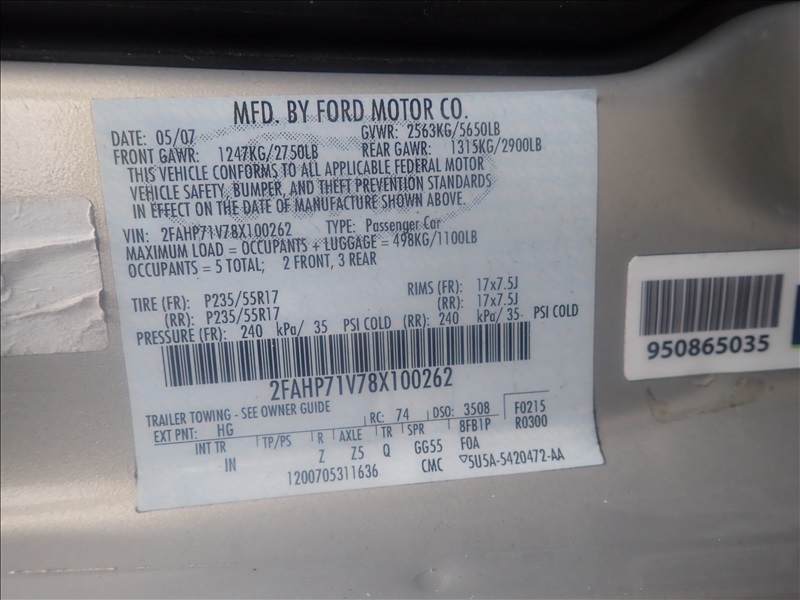 MFD. BY FORD MOTOR CO.
DATE: 05/07 GVWR: 2563KG/5650LB
FRONT GAWR: 1247KG/2750LB REAR GAWR: 1315KG/2900LB
THIS VEHICLE CONFORMS TO ALL APPLICABLE FEDERAL MOTOR
VEHICLE SAFETY, BUMPER, AND THEFT PREVENTION STANDARDS
IN EFFECT ON THE DATE OF MANUFACTURE SHOWN ABOVE.
VIN: 2FAHP71V78X100262 TYPE: Passenger Car
MAXIMUM LOAD = OCCUPANTS + LUGGAGE = 498KG/1100LB
OCCUPANTS = 5 TOTAL; 2 FRONT, 3 REAR
TIRE (FR): P235/55R17 RIMS (FR): 17x7.5J
(RR): P235/55R17 (RR): 17x7.5J
PRESSURE (FR): 240 kPa/ 35 PSI COLD (RR): 240 kPa/ 35 PSI COLD
2FAHP71V78X100262
TRAILER TOWING - SEE OWNER GUIDE
EXT PNT: HG RC: 74 DSO: 3508 F0215
INT TR TP/PS R AXLE TR SPR 8FB1P R0300
IN Z Z5 Q GG55 F0A
1200705311636 CMC ▽5U5A-5420472-AA
950865035